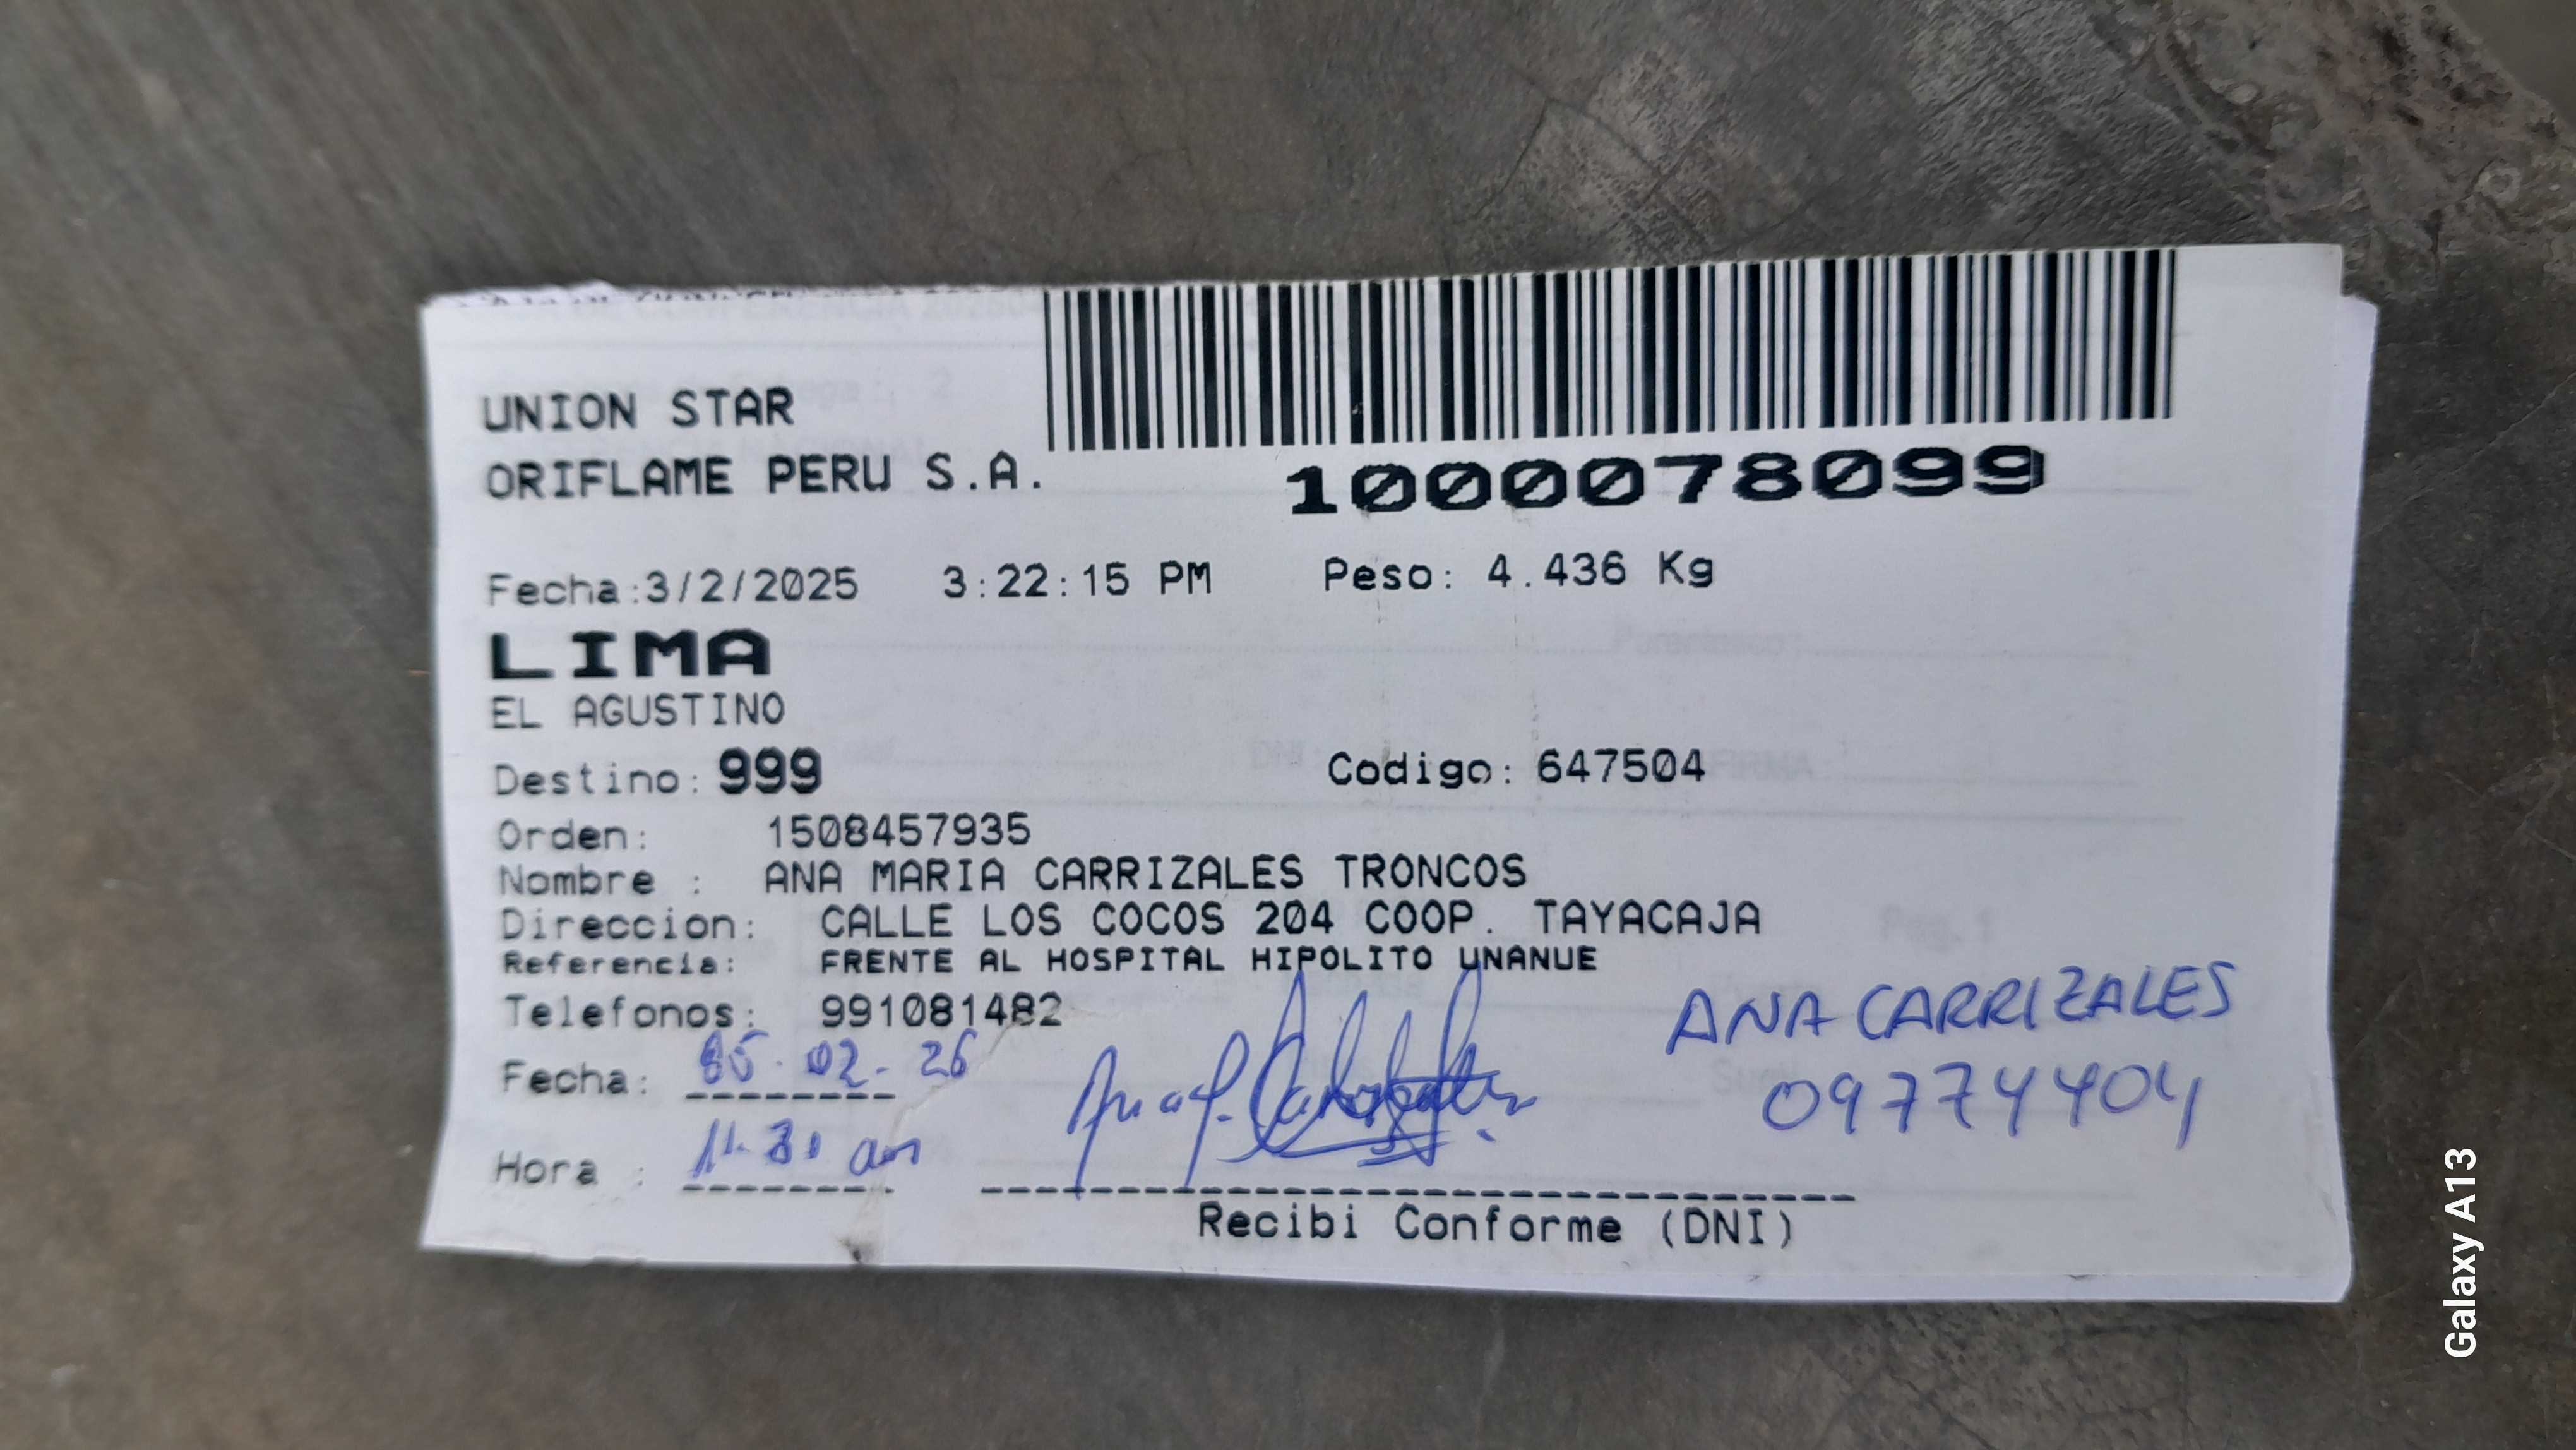 UNION STAR
ORIFLAME PERU S.A.
1000078099
Fecha:3/2/2025 3:22:15 PM Peso: 4.436 Kg
LIMA
EL AGUSTINO
Destino: 999 Codigo: 647504
Orden: 1508457935
Nombre : ANA MARIA CARRIZALES TRONCOS
Direccion: CALLE LOS COCOS 204 COOP. TAYACAJA
Referencia: FRENTE AL HOSPITAL HIPOLITO UNANUE
Telefonos: 991081482
ANA CARRIZALES
Fecha: 05-02-26
09774404
Hora : am
Recibi Conforme (DNI)
Galaxy A13